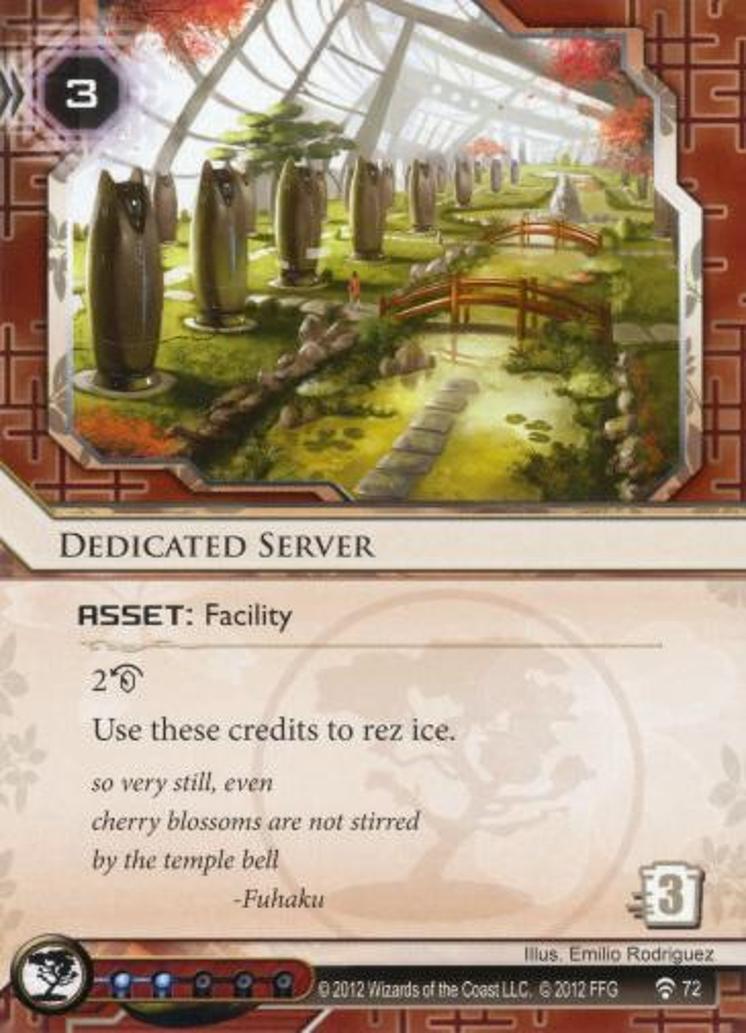 3
DEDICATED SERVER
ASSET: Facility
2
Use these credits to rez ice.
so very still, even
cherry blossoms are not stirred
by the temple bell
-Fuhaku
3
Illus. Emilio Rodriguez
© 2012 Wizards of the Coast LLC. © 2012 FFG 72